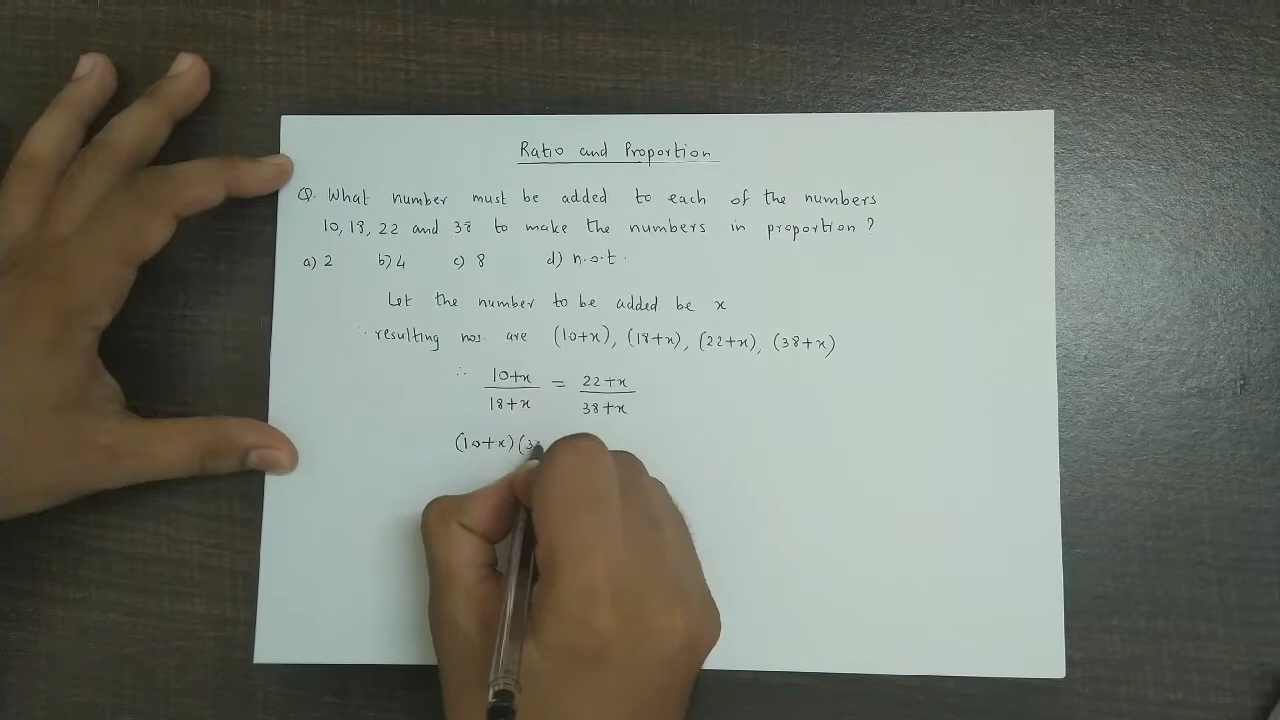 Ratio and Proportion
Q. What number must be added to each of the numbers
10, 18, 22 and 38 to make the numbers in proportion ?
a) 2 b) 4 c) 8 d) n.o.t.
Let the number to be added be x
∴ resulting nos. are (10+x), (18+x), (22+x), (38+x)
∴ 10+x / 18+x = 22+x / 38+x
(10+x)(3